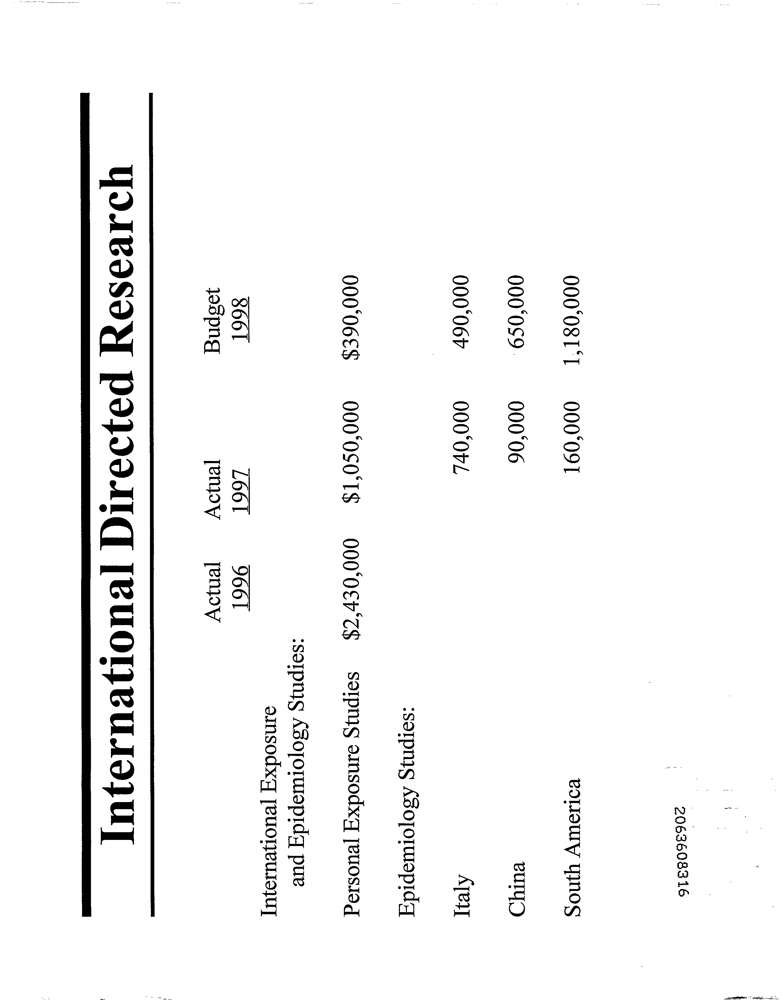 International Directed Research
Actual Actual Budget
1996 1997 1998
International Exposure
and Epidemiology Studies:
Personal Exposure Studies $2,430,000 $1,050,000 $390,000
Epidemiology Studies:
Italy 740,000 490,000
China 90,000 650,000
South America 160,000 1,180,000
2063608316